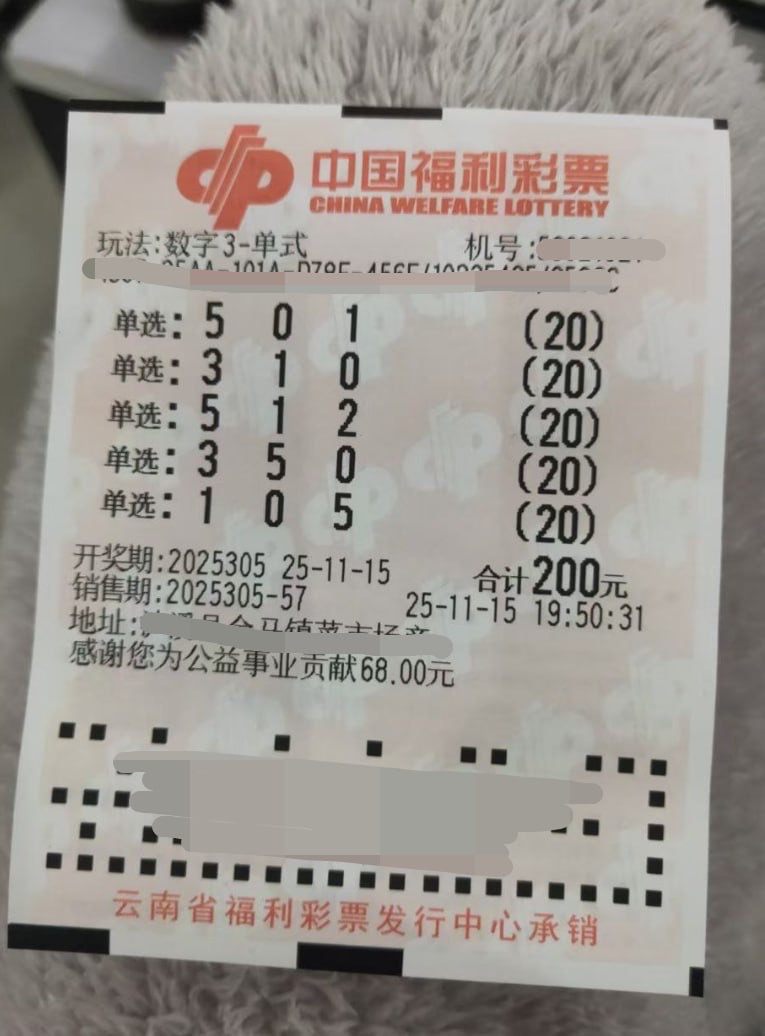 中国福利彩票
CHINA WELFARE LOTTERY
玩法:数字3-单式 机号:
单选: 5 0 1 (20)
单选: 3 1 0 (20)
单选: 5 1 2 (20)
单选: 3 5 0 (20)
单选: 1 0 5 (20)
开奖期:2025305 25-11-15 合计200元
销售期:2025305-57 25-11-15 19:50:31
地址:
感谢您为公益事业贡献68.00元
云南省福利彩票发行中心承销